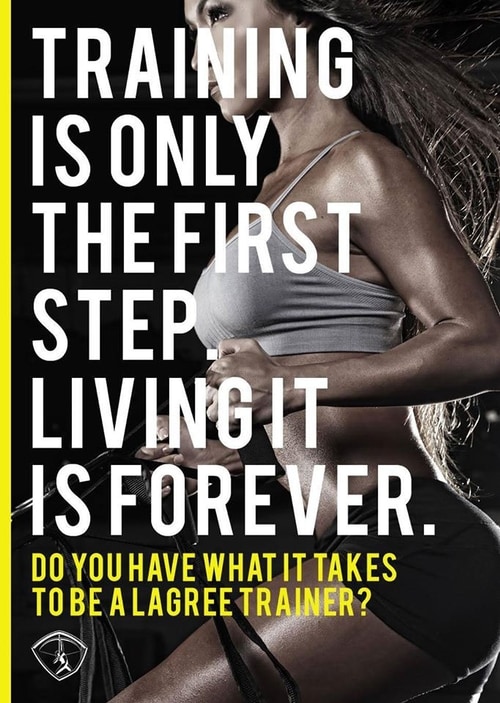 TRAINING
IS ONLY
THE FIRST
STEP.
LIVING IT
IS FOREVER.
DO YOU HAVE WHAT IT TAKES
TO BE A LAGREE TRAINER?